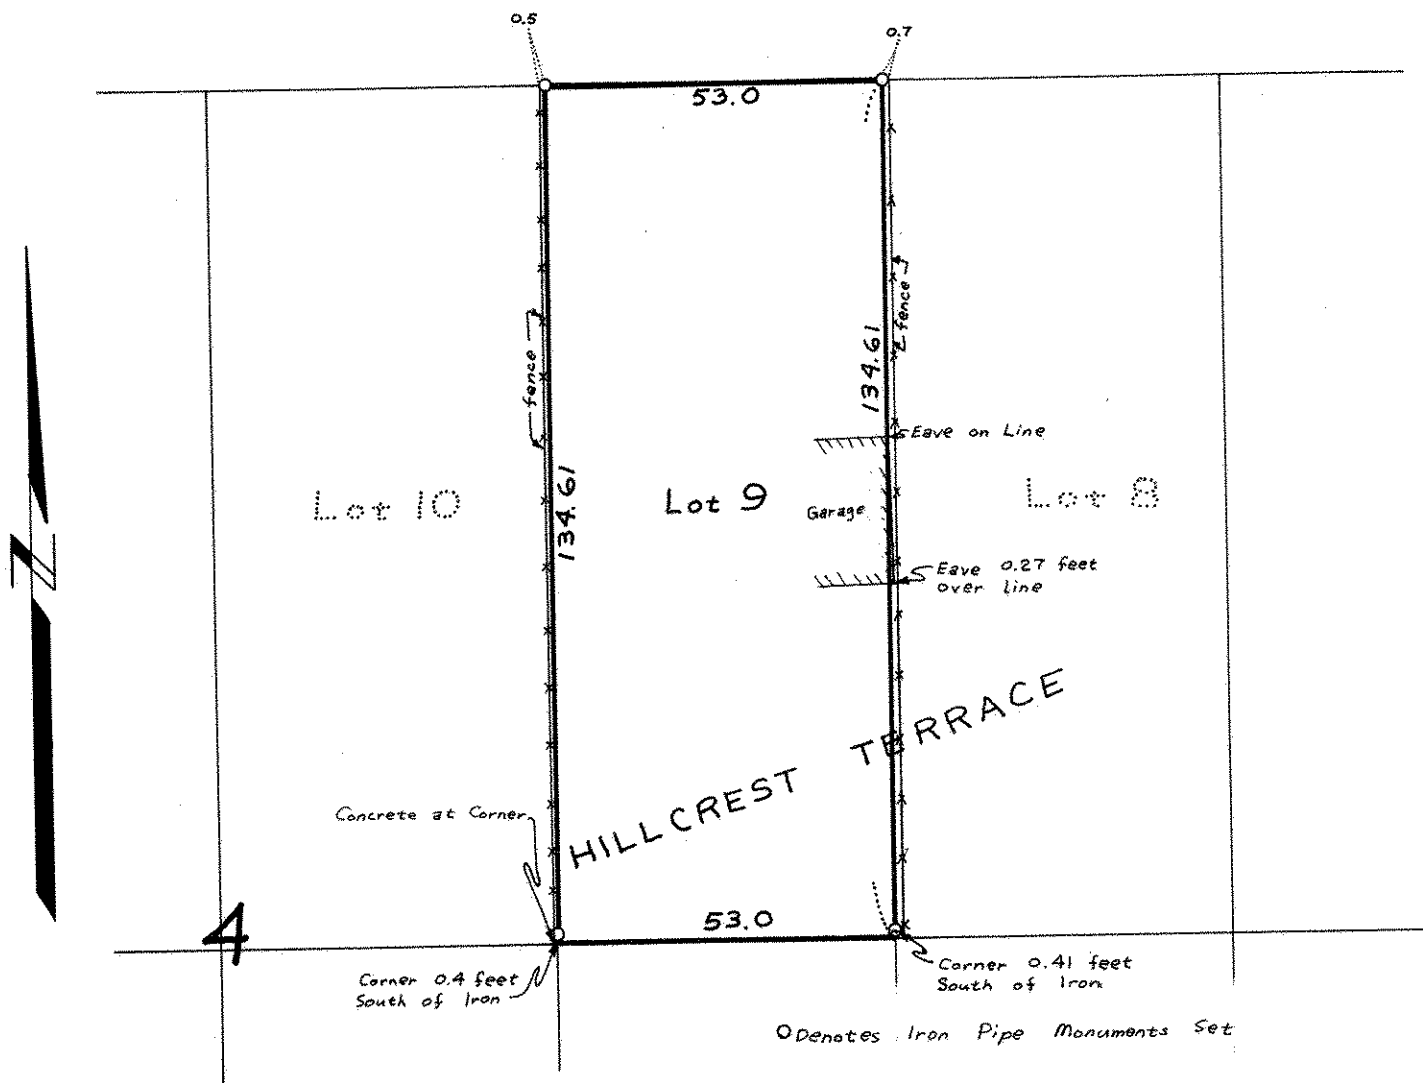 0.5
0.7
53.0
fence
fence
134.61
134.61
Eave on Line
Lot 10
Lot 9
Garage
Lot 8
Eave 0.27 feet
over line
N
HILLCREST TERRACE
Concrete at Corner
4
53.0
Corner 0.4 feet
South of Iron
Corner 0.41 feet
South of Iron
O Denotes Iron Pipe Monuments Set